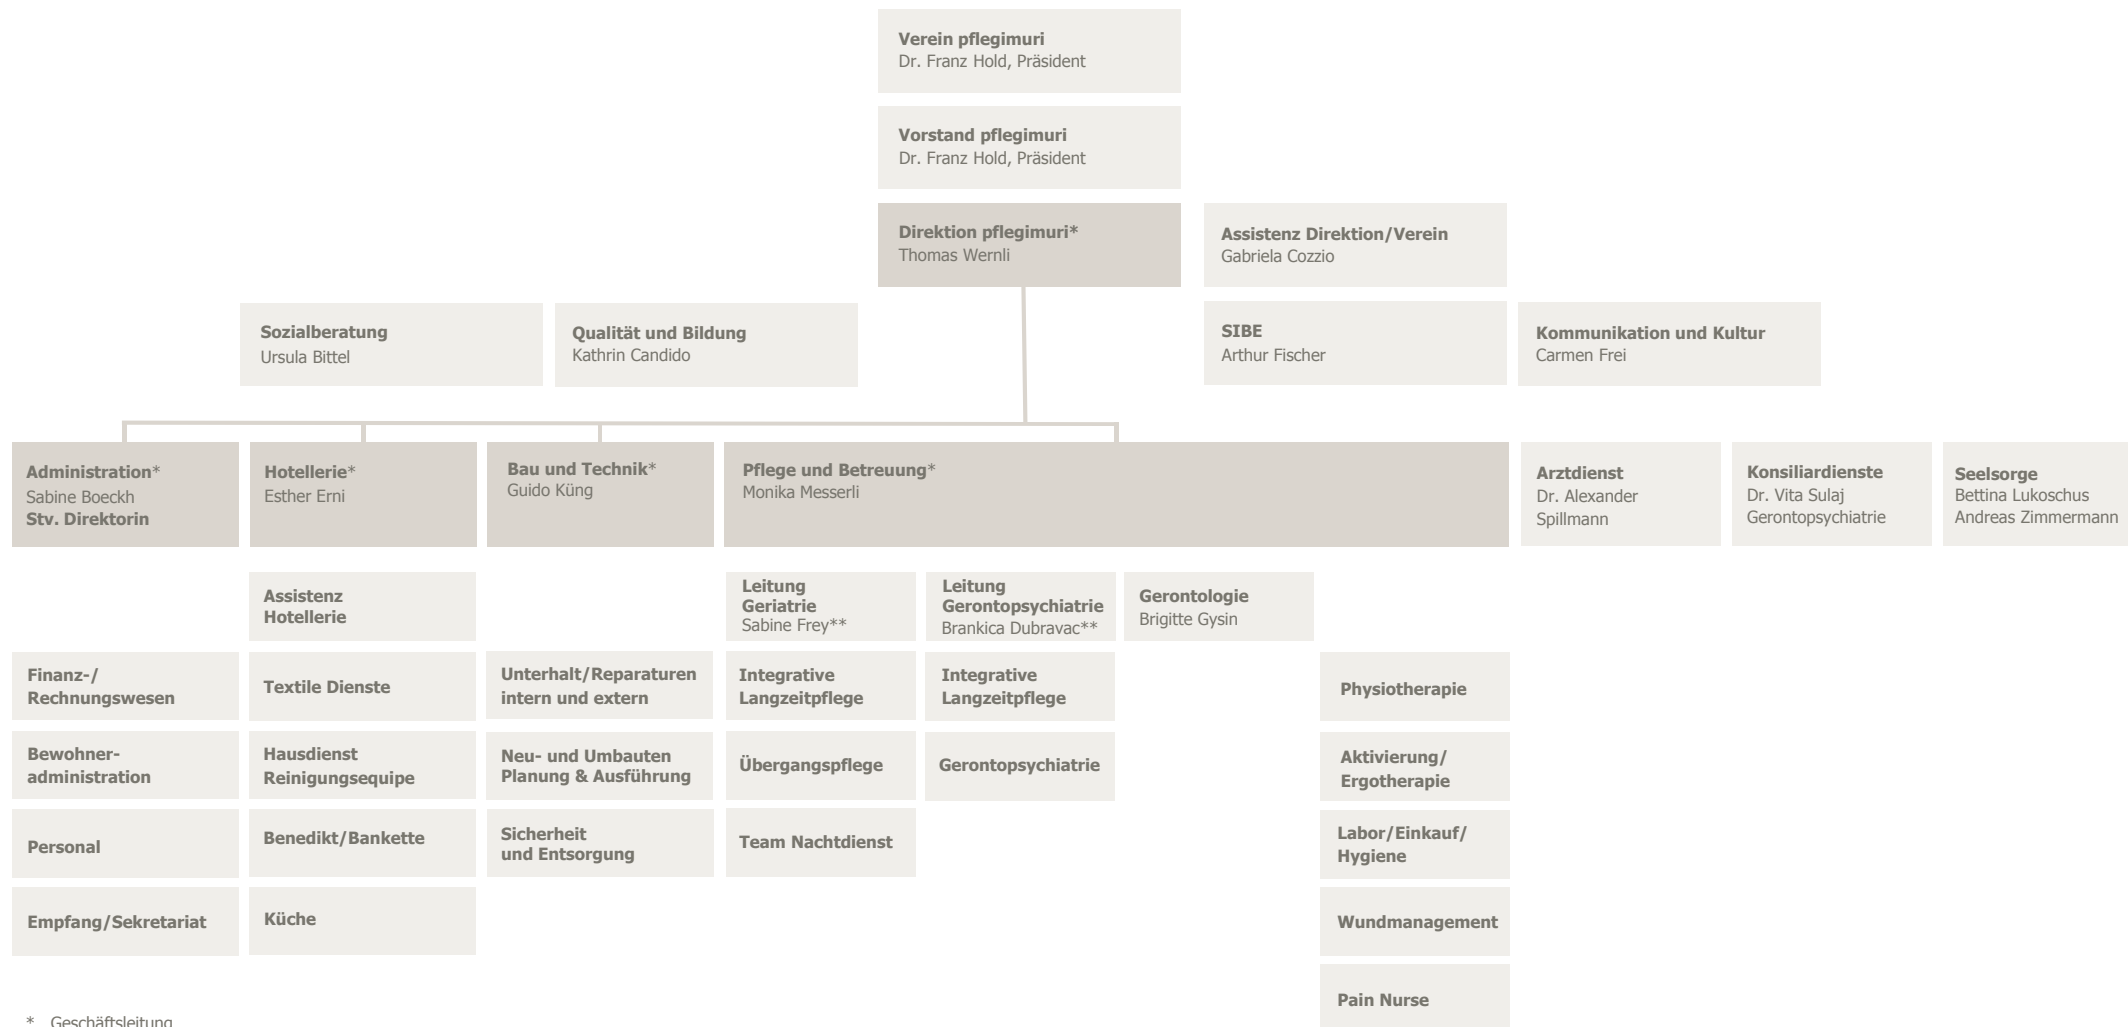 Verein pflegimuri
Dr. Franz Hold, Präsident
Vorstand pflegimuri
Dr. Franz Hold, Präsident
Direktion pflegimuri*
Thomas Wernli
Assistenz Direktion/Verein
Gabriela Cozzio
Sozialberatung
Ursula Bittel
Qualität und Bildung
Kathrin Candido
SIBE
Arthur Fischer
Kommunikation und Kultur
Carmen Frei
Administration*
Sabine Boeckh
Stv. Direktorin
Hotellerie*
Esther Erni
Bau und Technik*
Guido Küng
Pflege und Betreuung*
Monika Messerli
Arztdienst
Dr. Alexander
Spillmann
Konsiliardienste
Dr. Vita Sulaj
Gerontopsychiatrie
Seelsorge
Bettina Lukoschus
Andreas Zimmermann
Assistenz
Hotellerie
Leitung
Geriatrie
Sabine Frey**
Leitung
Gerontopsychiatrie
Brankica Dubravac**
Gerontologie
Brigitte Gysin
Finanz-/
Rechnungswesen
Textile Dienste
Unterhalt/Reparaturen
intern und extern
Integrative
Langzeitpflege
Integrative
Langzeitpflege
Physiotherapie
Bewohner-
administration
Hausdienst
Reinigungsequipe
Neu- und Umbauten
Planung & Ausführung
Übergangspflege
Gerontopsychiatrie
Aktivierung/
Ergotherapie
Personal
Benedikt/Bankette
Sicherheit
und Entsorgung
Team Nachtdienst
Labor/Einkauf/
Hygiene
Empfang/Sekretariat
Küche
Wundmanagement
Pain Nurse
* Geschäftsleitung